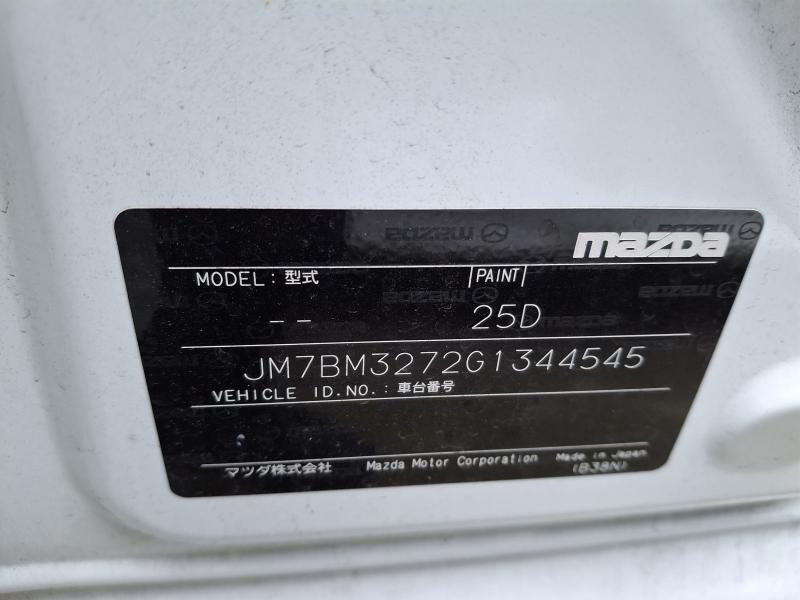 mazda
MODEL : 型式 PAINT
-- 25D
JM7BM3272G1344545
VEHICLE ID.NO. : 車台番号
マツダ株式会社 Mazda Motor Corporation Made in Japan
(B38N)